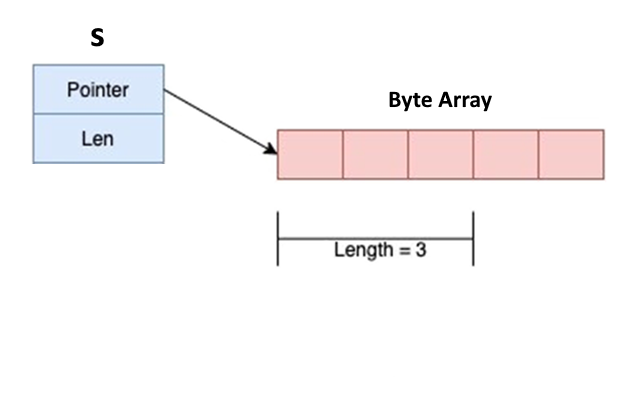 S
Pointer
Len
Byte Array
Length = 3